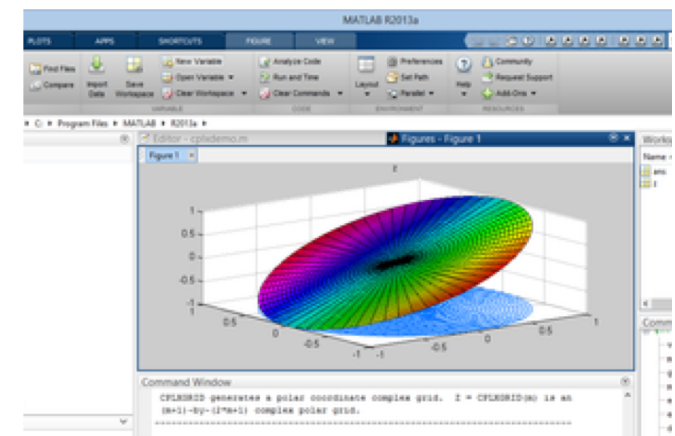 MATLAB R2013a
PLOTS APPS SHORTCUTS FIGURE VIEW
Find Files
Compare
Import Data
Save Workspace
New Variable
Open Variable
Clear Workspace
VARIABLE
Analyze Code
Run and Time
Clear Commands
CODE
Layout
Preferences
Set Path
Parallel
ENVIRONMENT
Help
Community
Request Support
Add-Ons
RESOURCES
C: Program Files MATLAB R2013a
Editor - cplxdemo.m
Figures - Figure 1
Figure 1
Works
Name
ans
z
z
1
0.5
0
-0.5
-1
1
0.5
0
-0.5
-1
-1
-0.5
0
0.5
1
Comm
Command Window
CPLXGRID generates a polar coordinate complex grid. Z = CPLXGRID(m) is an
(m+1)-by-(2*m+1) complex polar grid.